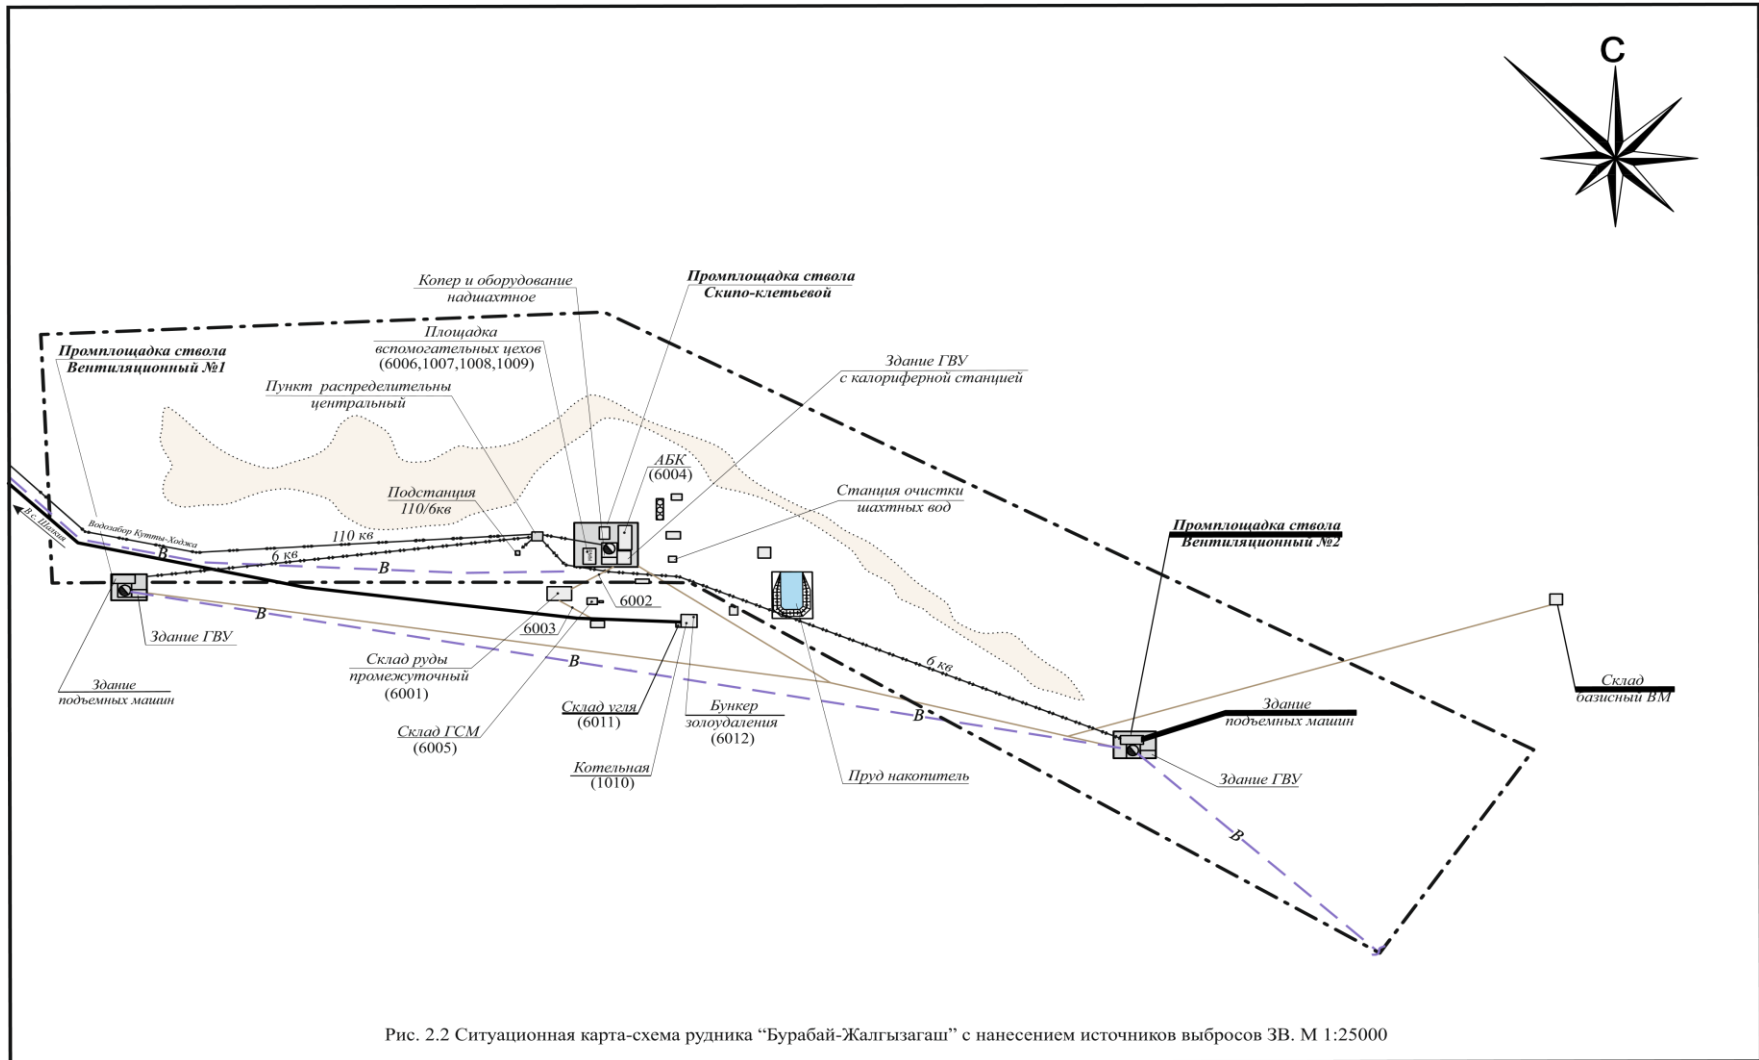 С
Копер и оборудование
надшахтное
Промплощадка ствола
Скипо-клетьевой
Площадка
вспомогательных цехов
(6006,1007,1008,1009)
Промплощадка ствола
Вентиляционный №1
Здание ГВУ
с калориферной станцией
Пункт распределительны
центральный
АБК
(6004)
Подстанция
110/6кв
Станция очистки
шахтных вод
В с. Шалкия
Водозабор Кутты-Ходжа
110 кв
6 кв
В
В
Промплощадка ствола
Вентиляционный №2
6002
6003
В
Здание ГВУ
В
6 кв
Склад руды
промежуточный
(6001)
Здание
подъемных машин
Склад угля
(6011)
Бункер
золоудаления
(6012)
Склад ГСМ
(6005)
Котельная
(1010)
Пруд накопитель
В
Склад
базисный ВМ
Здание
подъемных машин
Здание ГВУ
В
Рис. 2.2 Ситуационная карта-схема рудника “Бурабай-Жалгызагаш” с нанесением источников выбросов ЗВ. М 1:25000